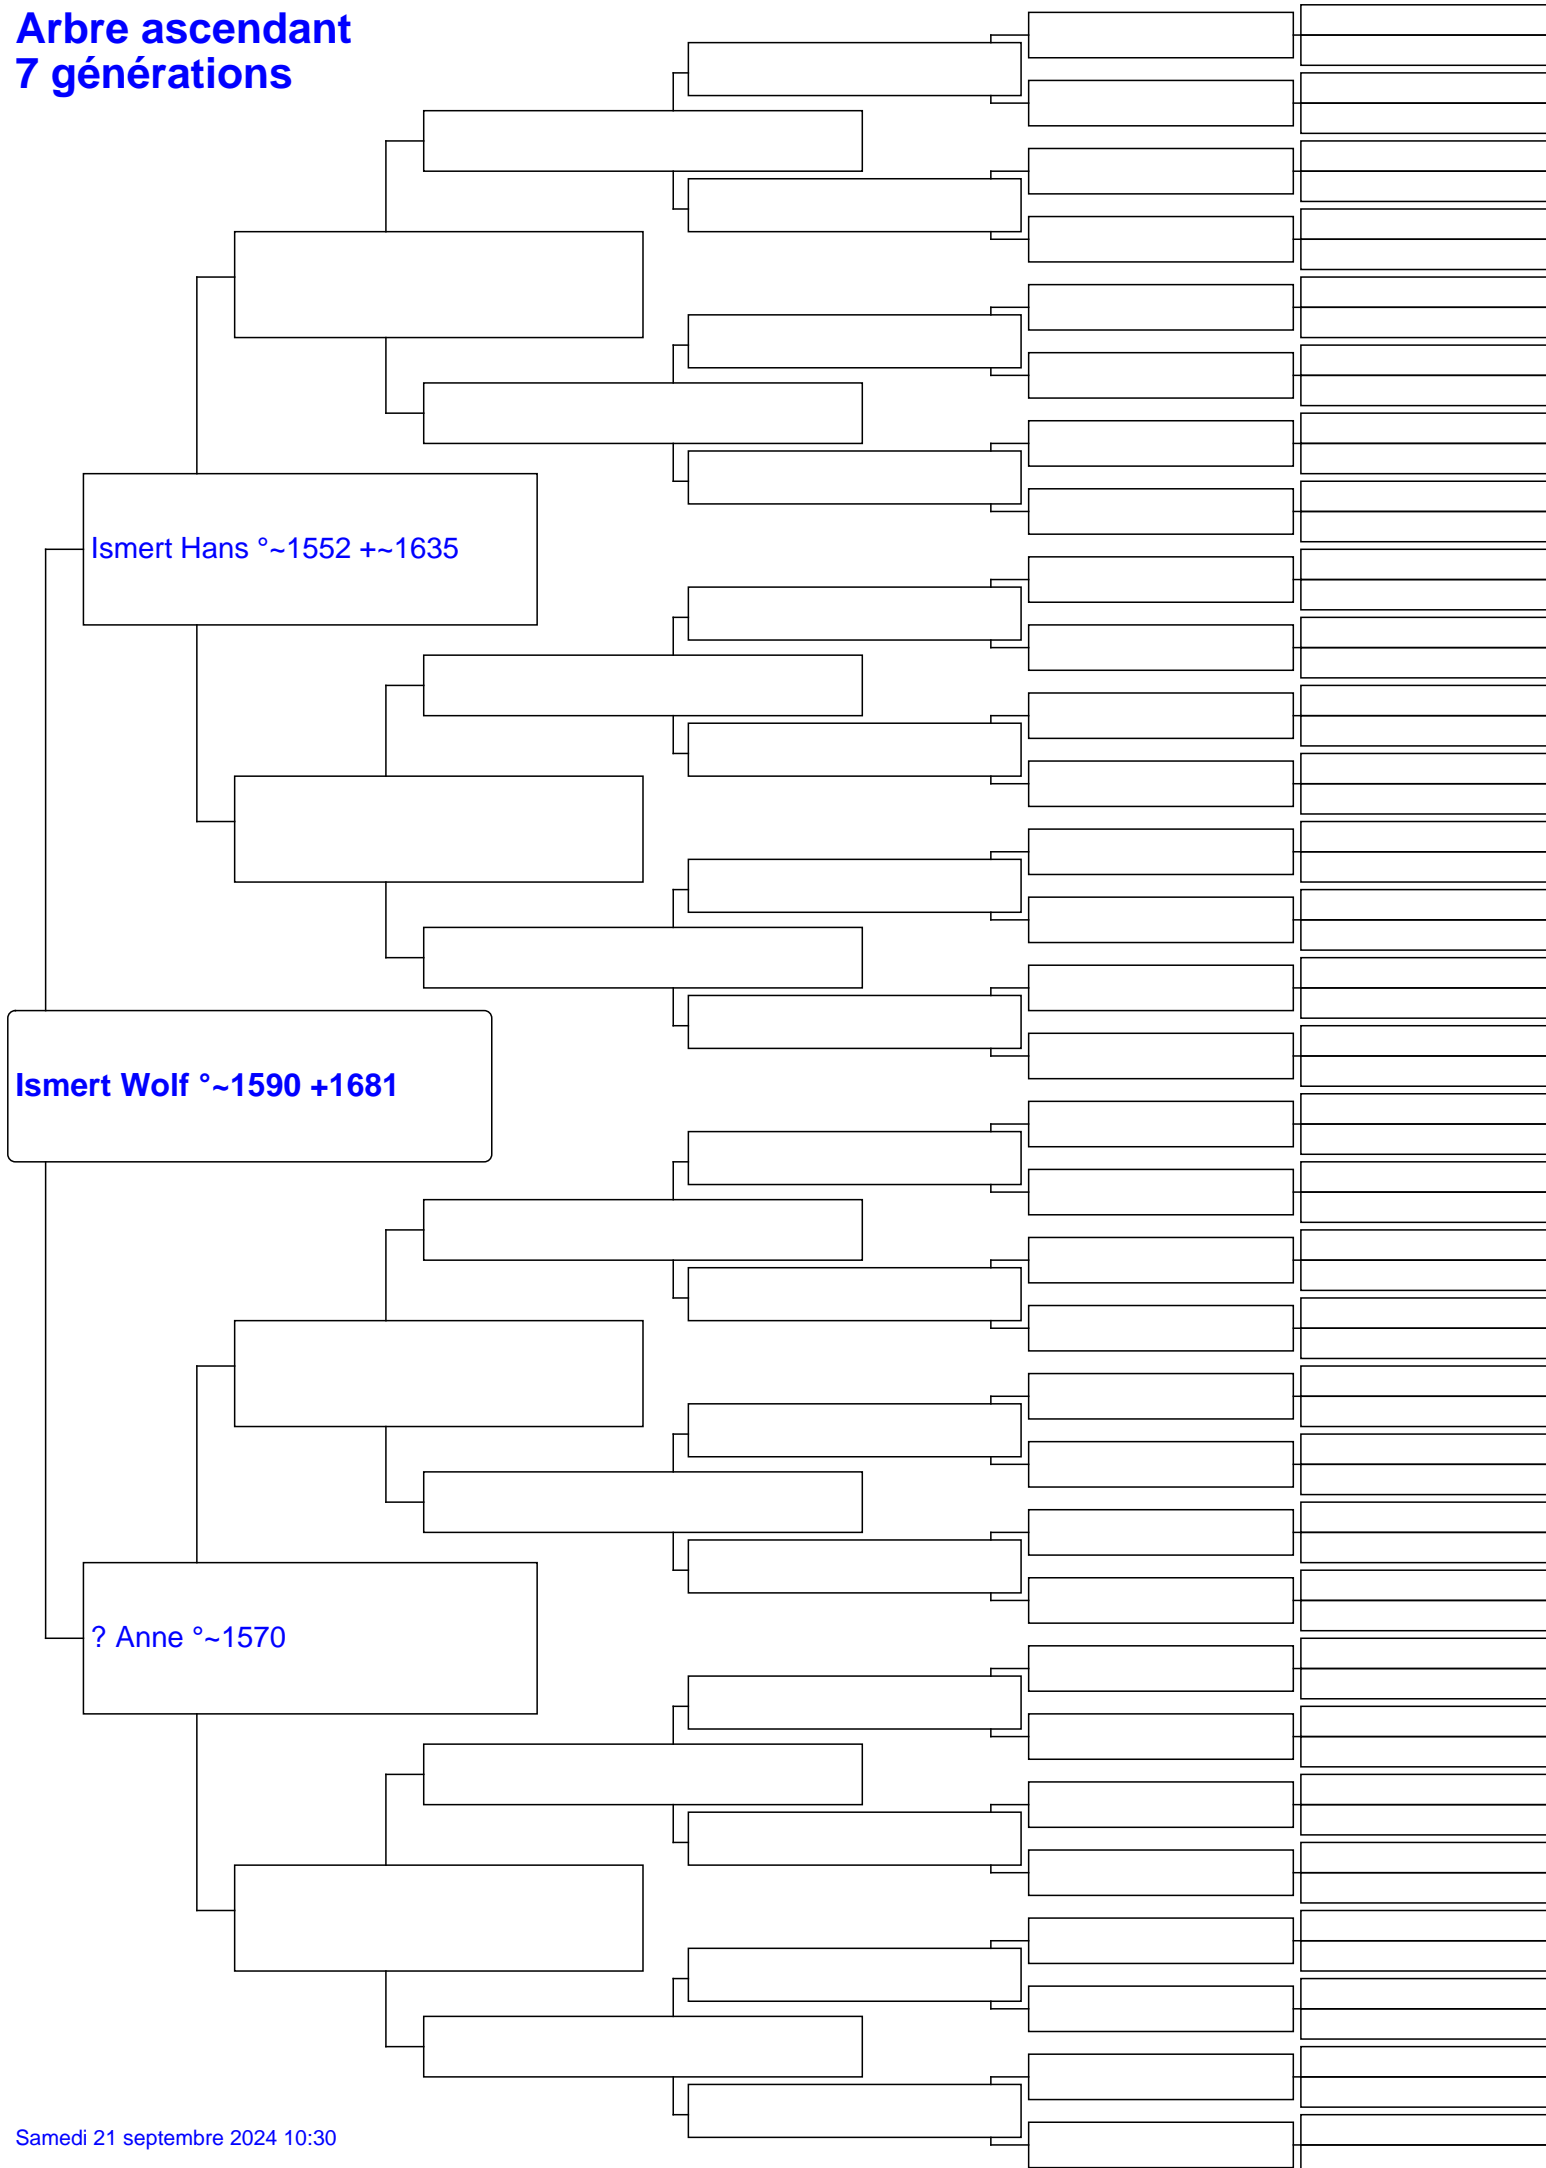 Arbre ascendant
7 générations
Ismert Hans °~1552 +~1635
Ismert Wolf °~1590 +1681
? Anne °~1570
Samedi 21 septembre 2024 10:30